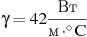 γ = 42 Вт / м·°С